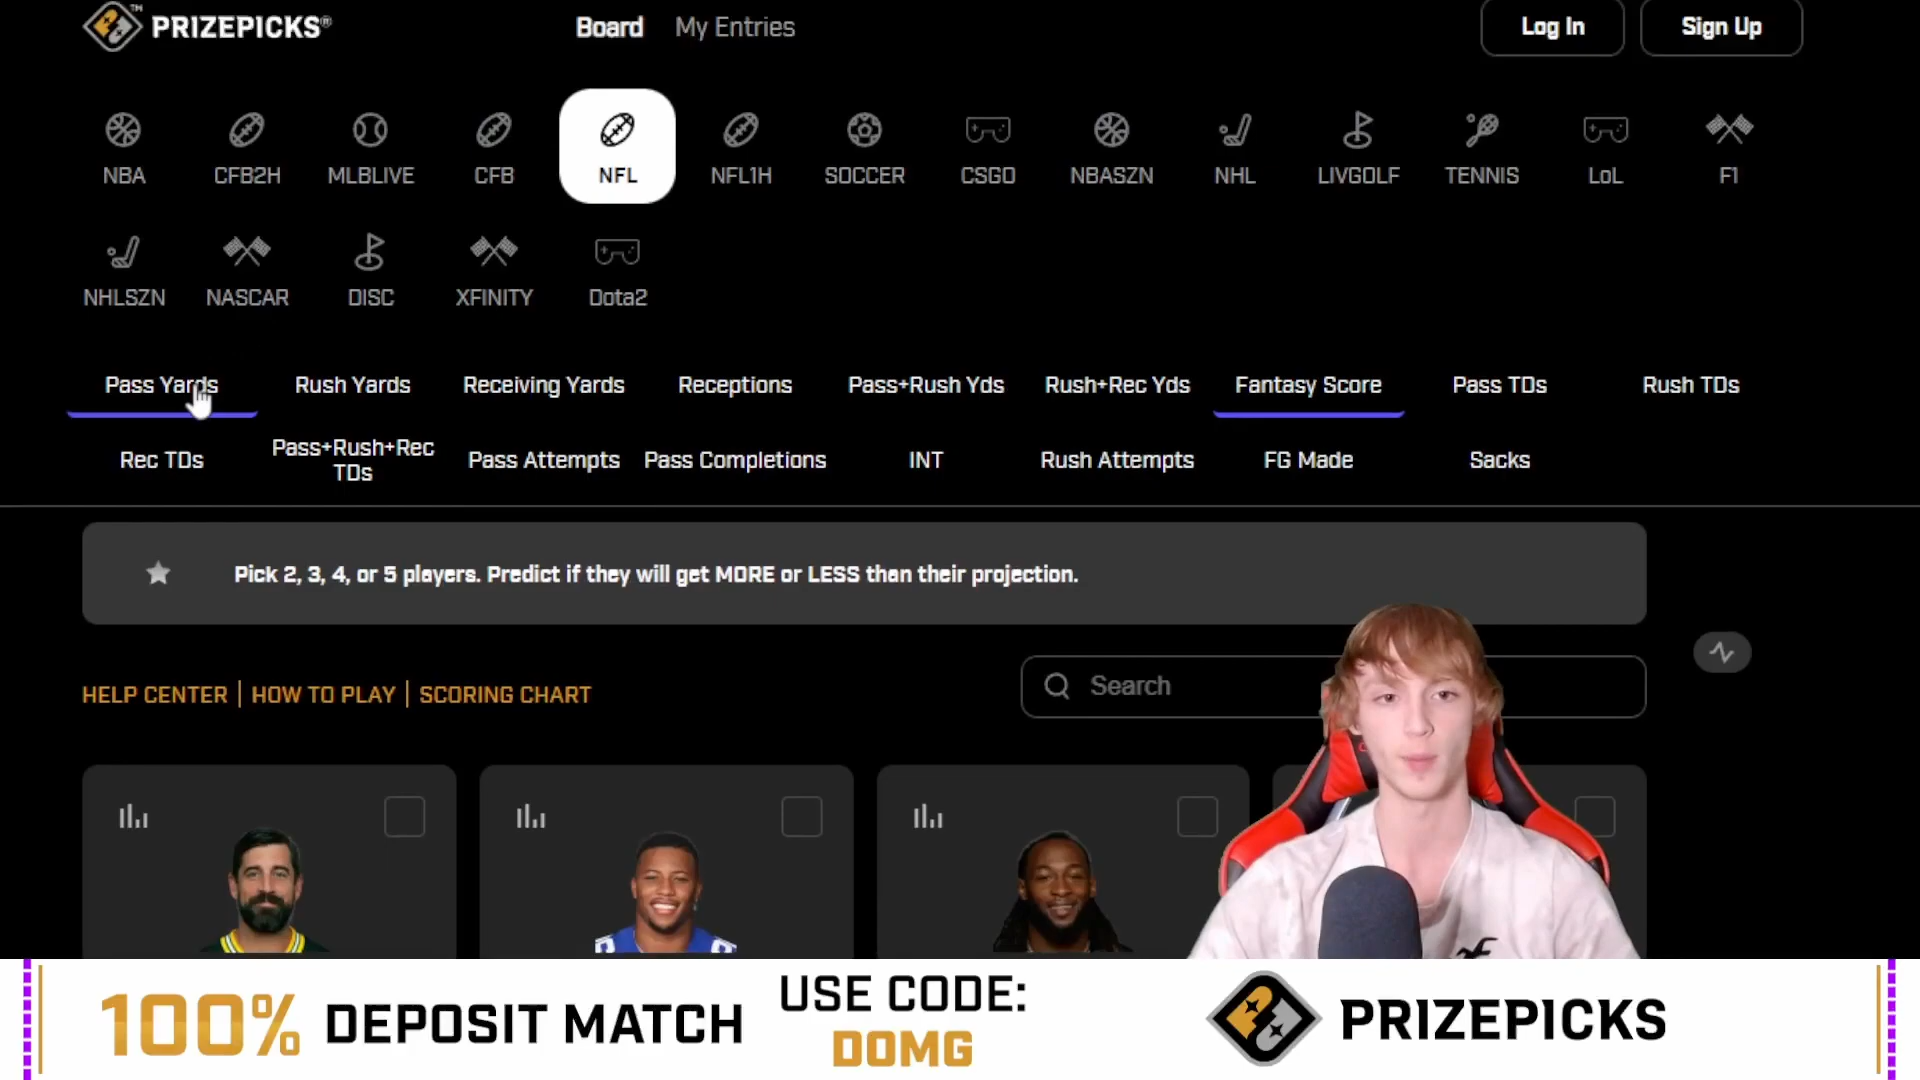 PRIZEPICKS®
Board
My Entries
Log In
Sign Up
NBA
CFB2H
MLBLIVE
CFB
NFL
NFL1H
SOCCER
CSGO
NBASZN
NHL
LIVGOLF
TENNIS
LoL
F1
NHLSZN
NASCAR
DISC
XFINITY
Dota2
Pass Yards
Rush Yards
Receiving Yards
Receptions
Pass+Rush Yds
Rush+Rec Yds
Fantasy Score
Pass TDs
Rush TDs
Rec TDs
Pass+Rush+Rec
TDs
Pass Attempts
Pass Completions
INT
Rush Attempts
FG Made
Sacks
Pick 2, 3, 4, or 5 players. Predict if they will get MORE or LESS than their projection.
HELP CENTER | HOW TO PLAY | SCORING CHART
Search
100% DEPOSIT MATCH
USE CODE:
DOMG
PRIZEPICKS